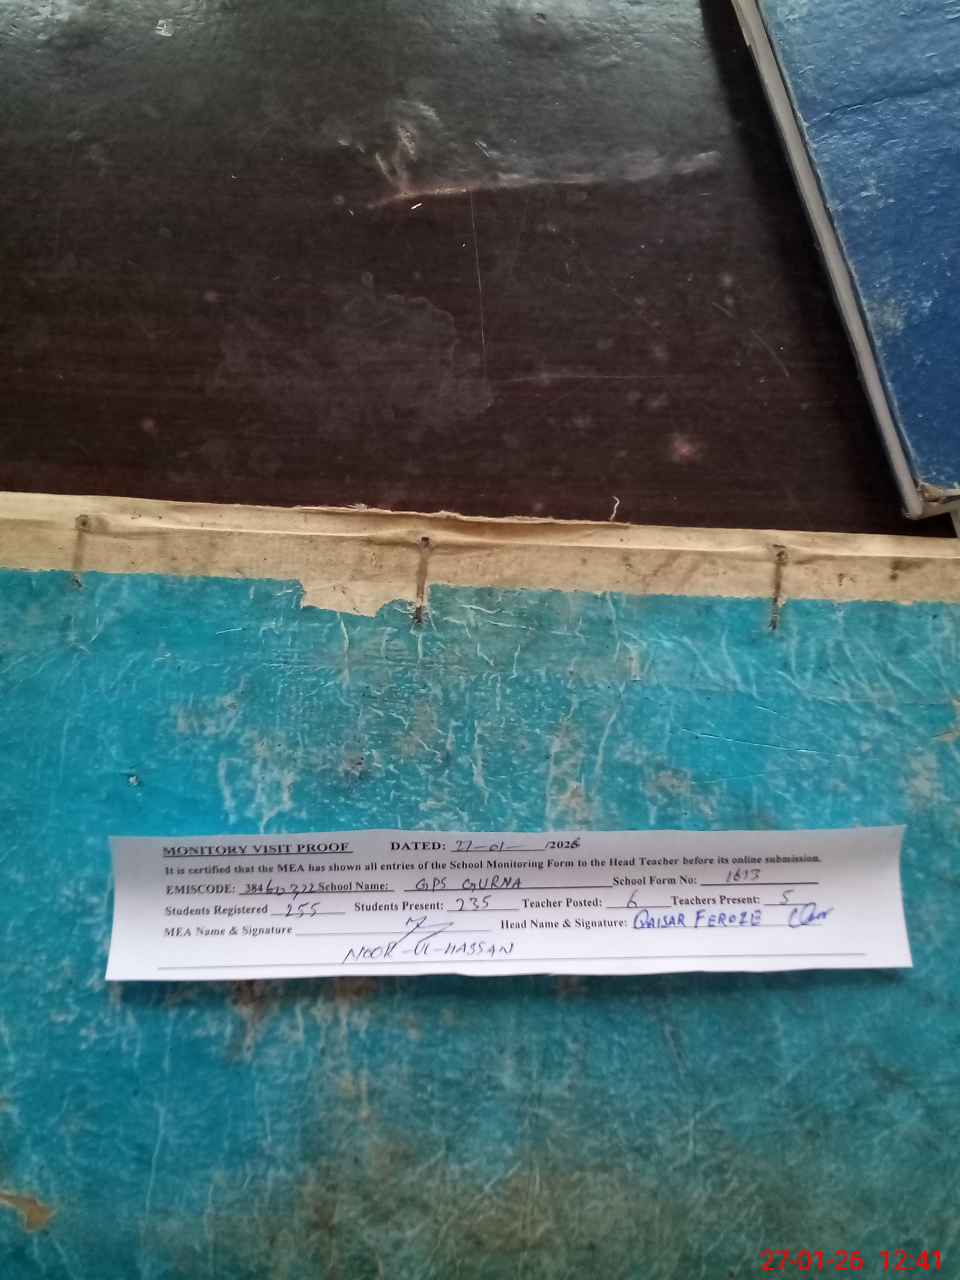 MONITORY VISIT PROOF DATED: 27-01- /2026
It is certified that the MEA has shown all entries of the School Monitoring Form to the Head Teacher before its online submission.
EMISCODE: 384 School Name: GPS GURNA School Form No: 1613
Students Registered 255 Students Present: 235 Teacher Posted: 6 Teachers Present: 5
MEA Name & Signature Head Name & Signature: QAISAR FEROZE
NOOR-UL-HASSAN
27-01-26 12:41